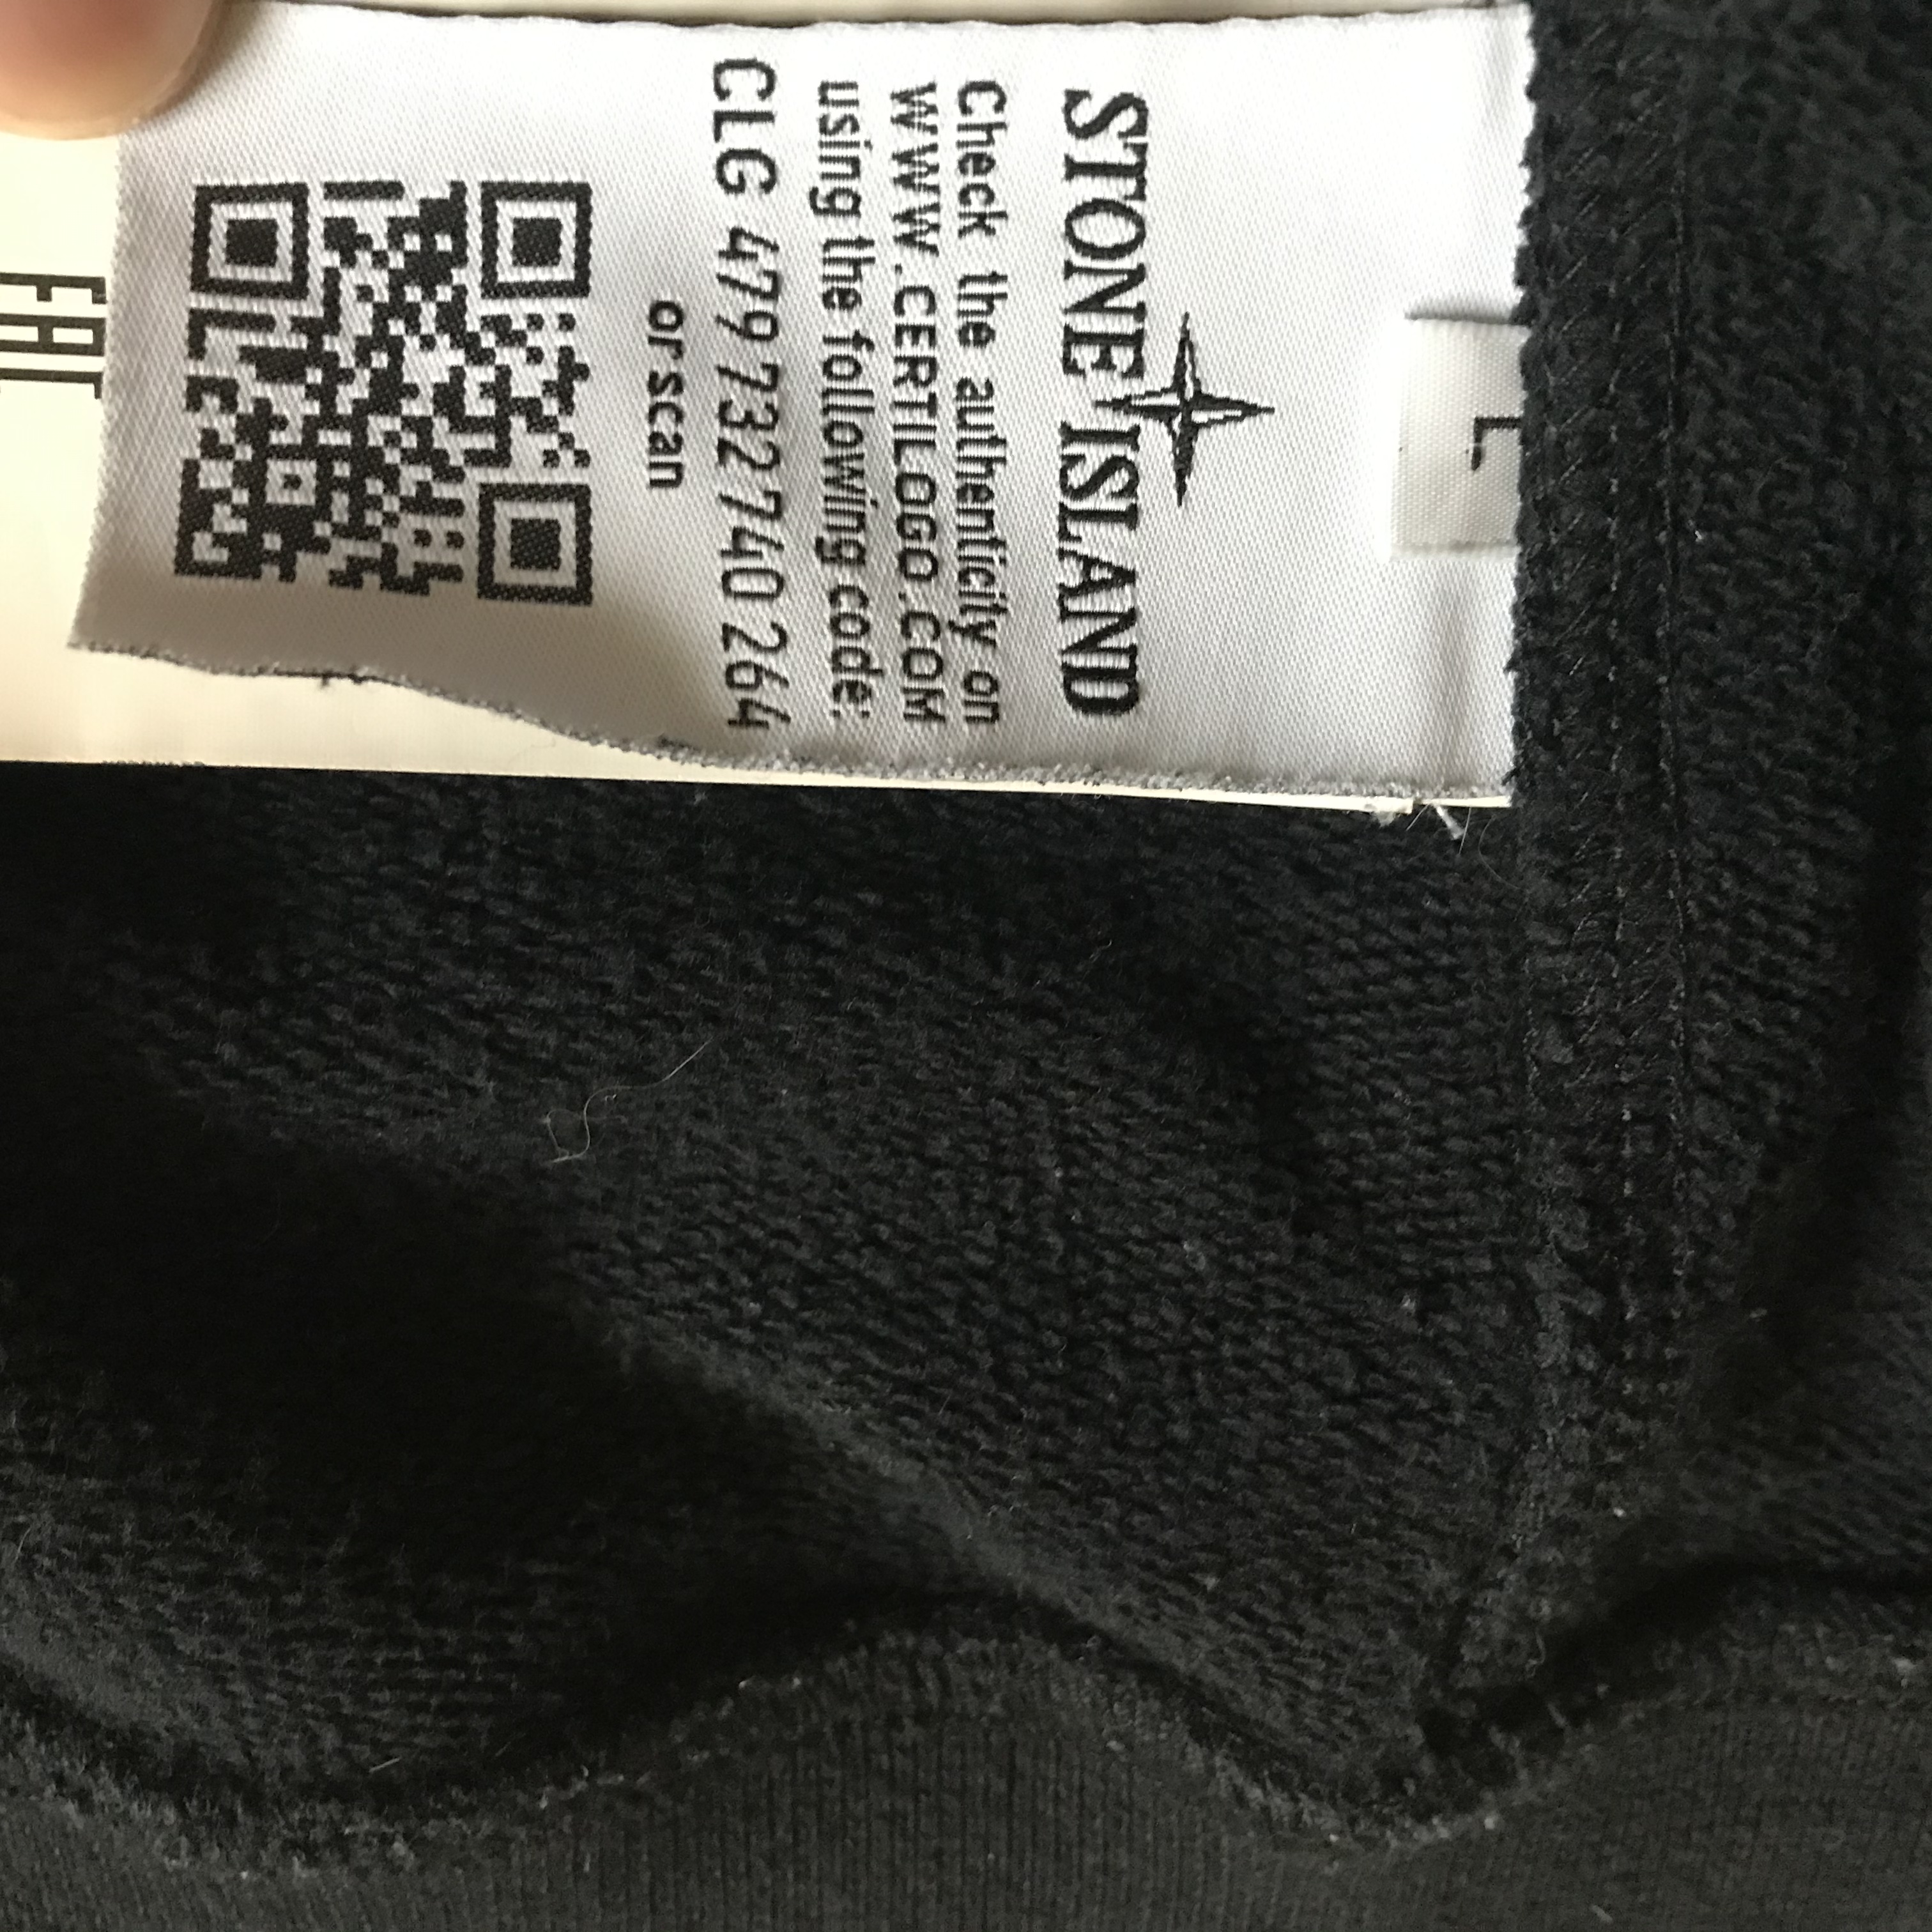 L
STONE ISLAND
Check the authenticity on
WWW.CERTILOGO.COM
using the following code:
CLG 479 732 740 264
or scan